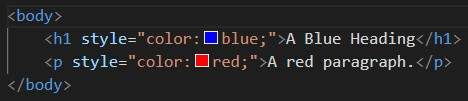 <body>
<h1 style="color:blue;">A Blue Heading</h1>
<p style="color:red;">A red paragraph.</p>
</body>